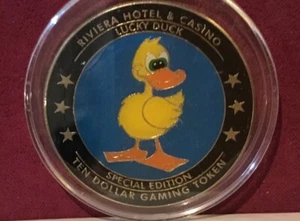 RIVIERA HOTEL & CASINO
LUCKY DUCK
SPECIAL EDITION
TEN DOLLAR GAMING TOKEN